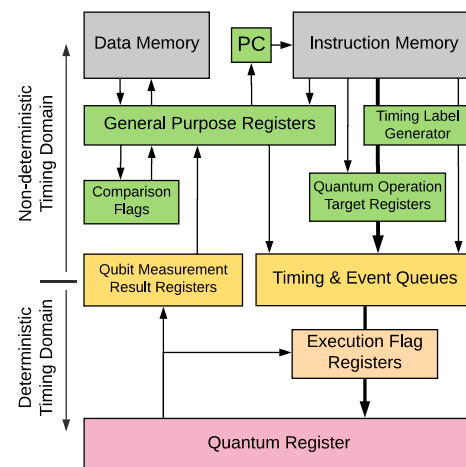 Data Memory
PC
Instruction Memory
General Purpose Registers
Timing Label
Generator
Comparison
Flags
Quantum Operation
Target Registers
Non-deterministic
Timing Domain
Qubit Measurement
Result Registers
Timing & Event Queues
Deterministic
Timing Domain
Execution Flag
Registers
Quantum Register